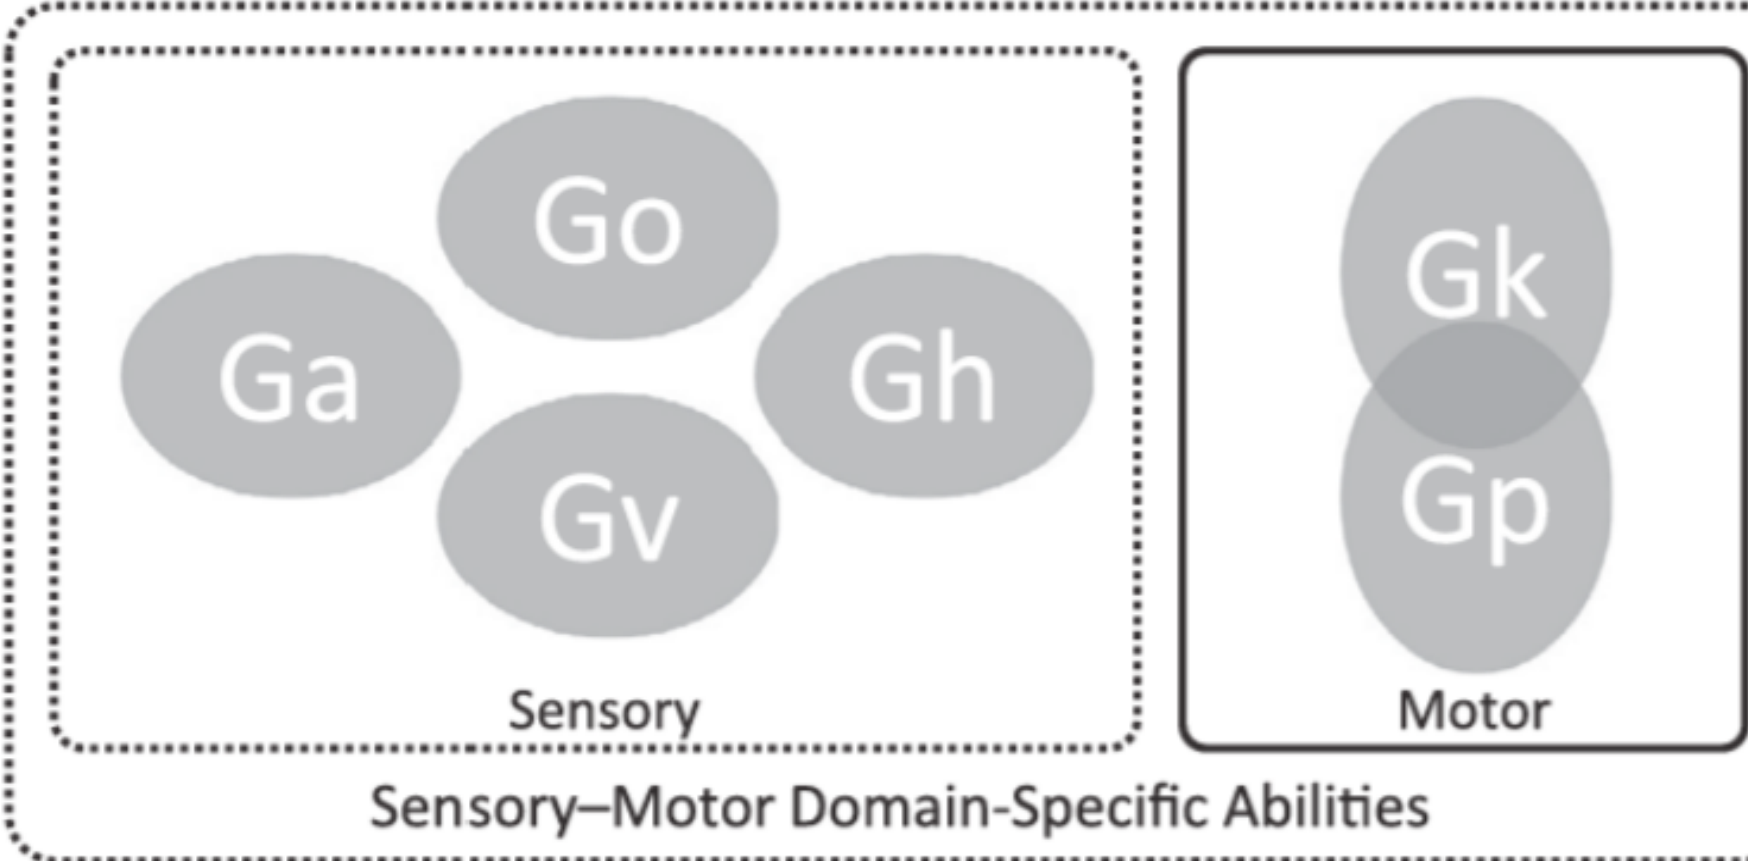 Go
Ga
Gh
Gv
Sensory
Gk
Gp
Motor
Sensory–Motor Domain-Specific Abilities